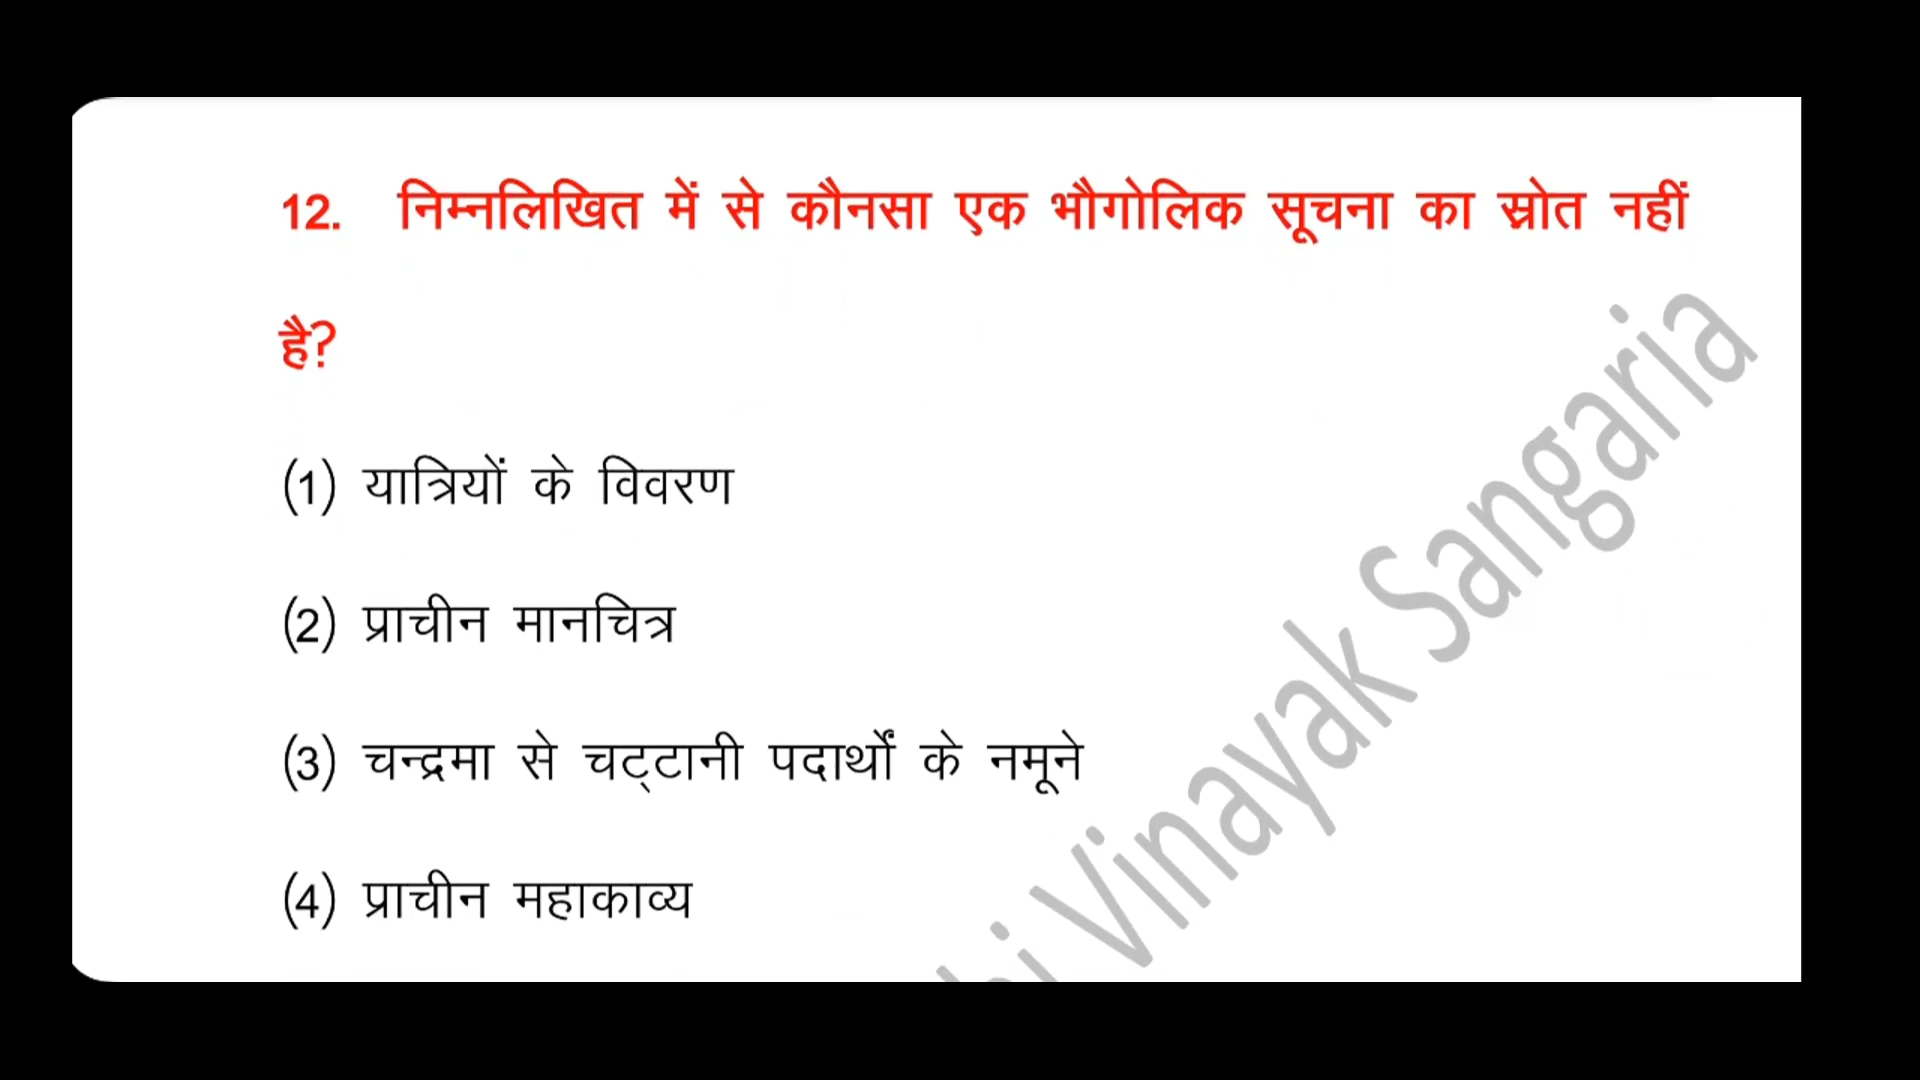 12. निम्नलिखित में से कौनसा एक भौगोलिक सूचना का स्रोत नहीं
है?
(1) यात्रियों के विवरण
(2) प्राचीन मानचित्र
(3) चन्द्रमा से चट्टानी पदार्थों के नमूने
(4) प्राचीन महाकाव्य
Vinayak Sangaria